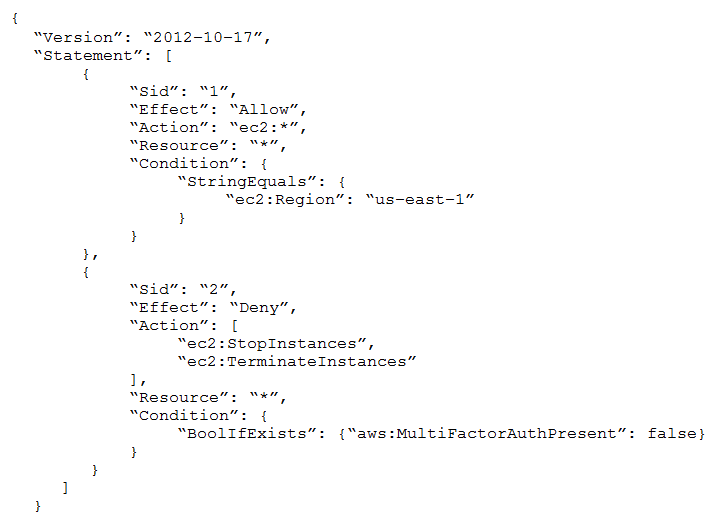 {
“Version”: “2012-10-17”,
“Statement”: [
{
“Sid”: “1”,
“Effect”: “Allow”,
“Action”: “ec2:*”,
“Resource”: “*”,
“Condition”: {
“StringEquals”: {
“ec2:Region”: “us-east-1”
}
}
},
{
“Sid”: “2”,
“Effect”: “Deny”,
“Action”: [
“ec2:StopInstances”,
“ec2:TerminateInstances”
],
“Resource”: “*”,
“Condition”: {
“BoolIfExists”: {“aws:MultiFactorAuthPresent”: false}
}
}
]
}